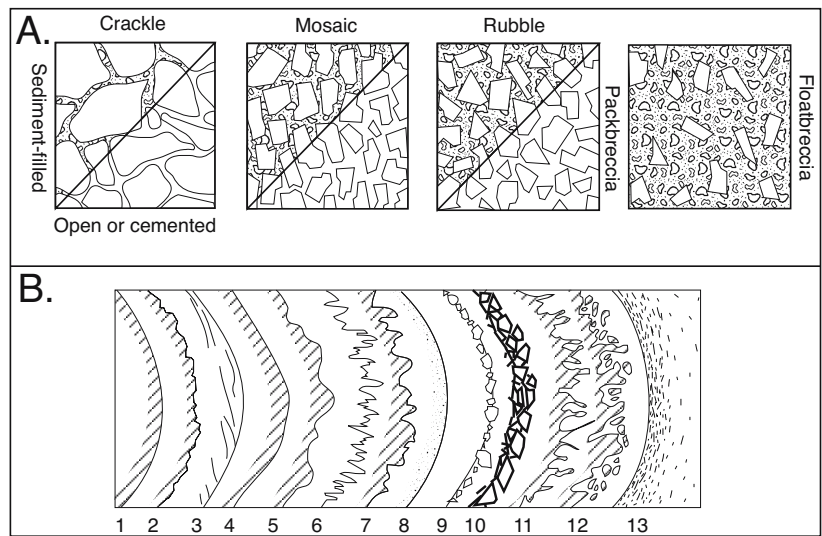 A.
Crackle
Mosaic
Rubble
Sediment-filled
Packbreccia
Floatbreccia
Open or cemented
B.
1 2 3 4 5 6 7 8 9 10 11 12 13